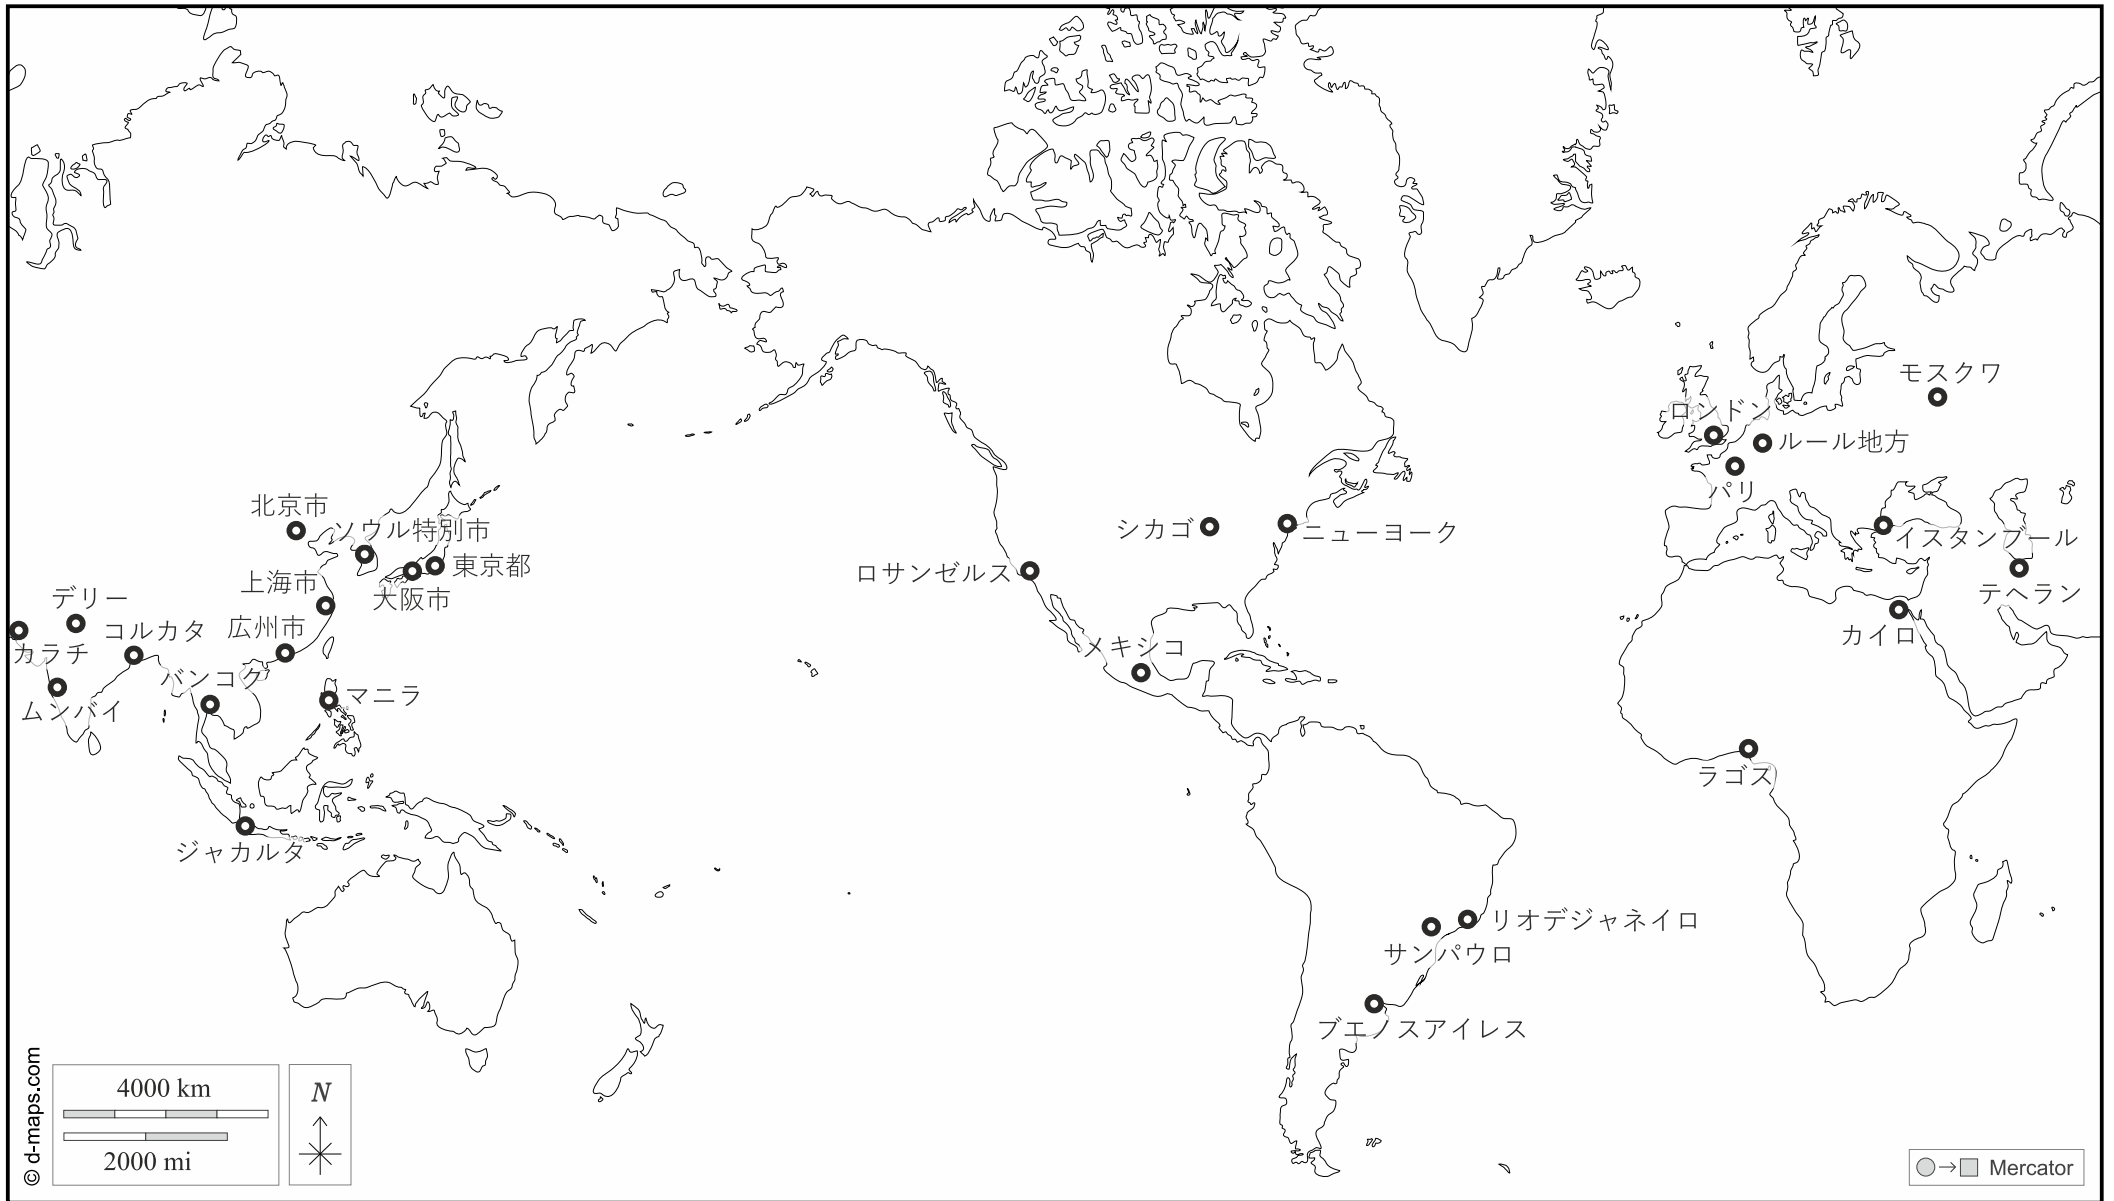 モスクワ
ロンドン
ルール地方
パリ
北京市
ソウル特別市
シカゴ
ニューヨーク
イスタンブール
東京都
ロサンゼルス
上海市
大阪市
テヘラン
デリー
コルカタ
広州市
カイロ
カラチ
メキシコ
バンコク
マニラ
ムンバイ
ラゴス
ジャカルタ
リオデジャネイロ
サンパウロ
ブエノスアイレス
© d-maps.com
4000 km
2000 mi
N
Mercator